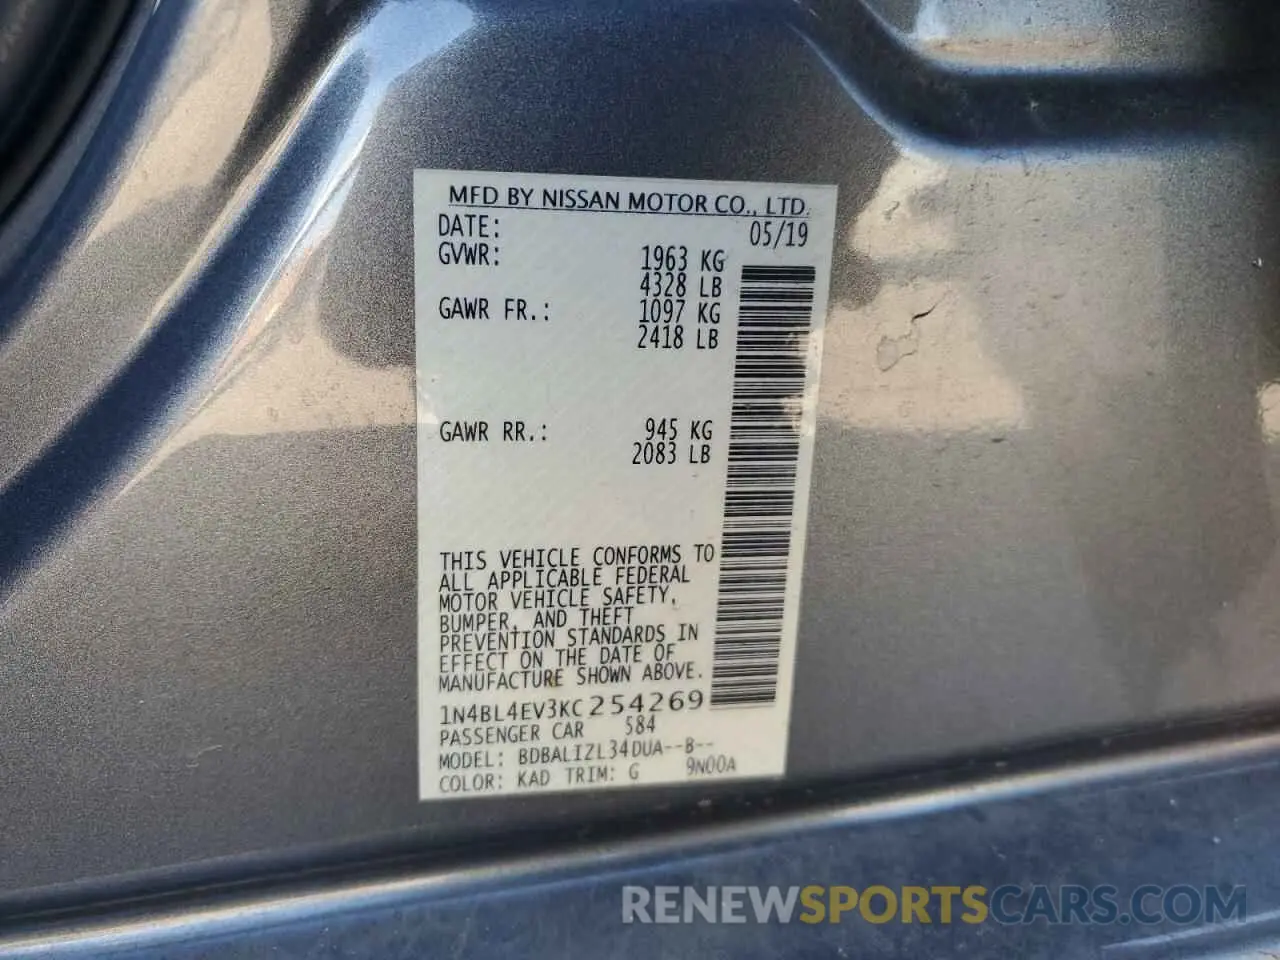 MFD BY NISSAN MOTOR CO., LTD.
DATE: 05/19
GVWR: 1963 KG
4328 LB
GAWR FR.: 1097 KG
2418 LB
GAWR RR.: 945 KG
2083 LB
THIS VEHICLE CONFORMS TO
ALL APPLICABLE FEDERAL
MOTOR VEHICLE SAFETY,
BUMPER, AND THEFT
PREVENTION STANDARDS IN
EFFECT ON THE DATE OF
MANUFACTURE SHOWN ABOVE.
1N4BL4EV3KC254269
PASSENGER CAR 584
MODEL: BDBALIZL34DUA--B--
COLOR: KAD TRIM: G 9N00A
RENEWSPORTSCARS.COM